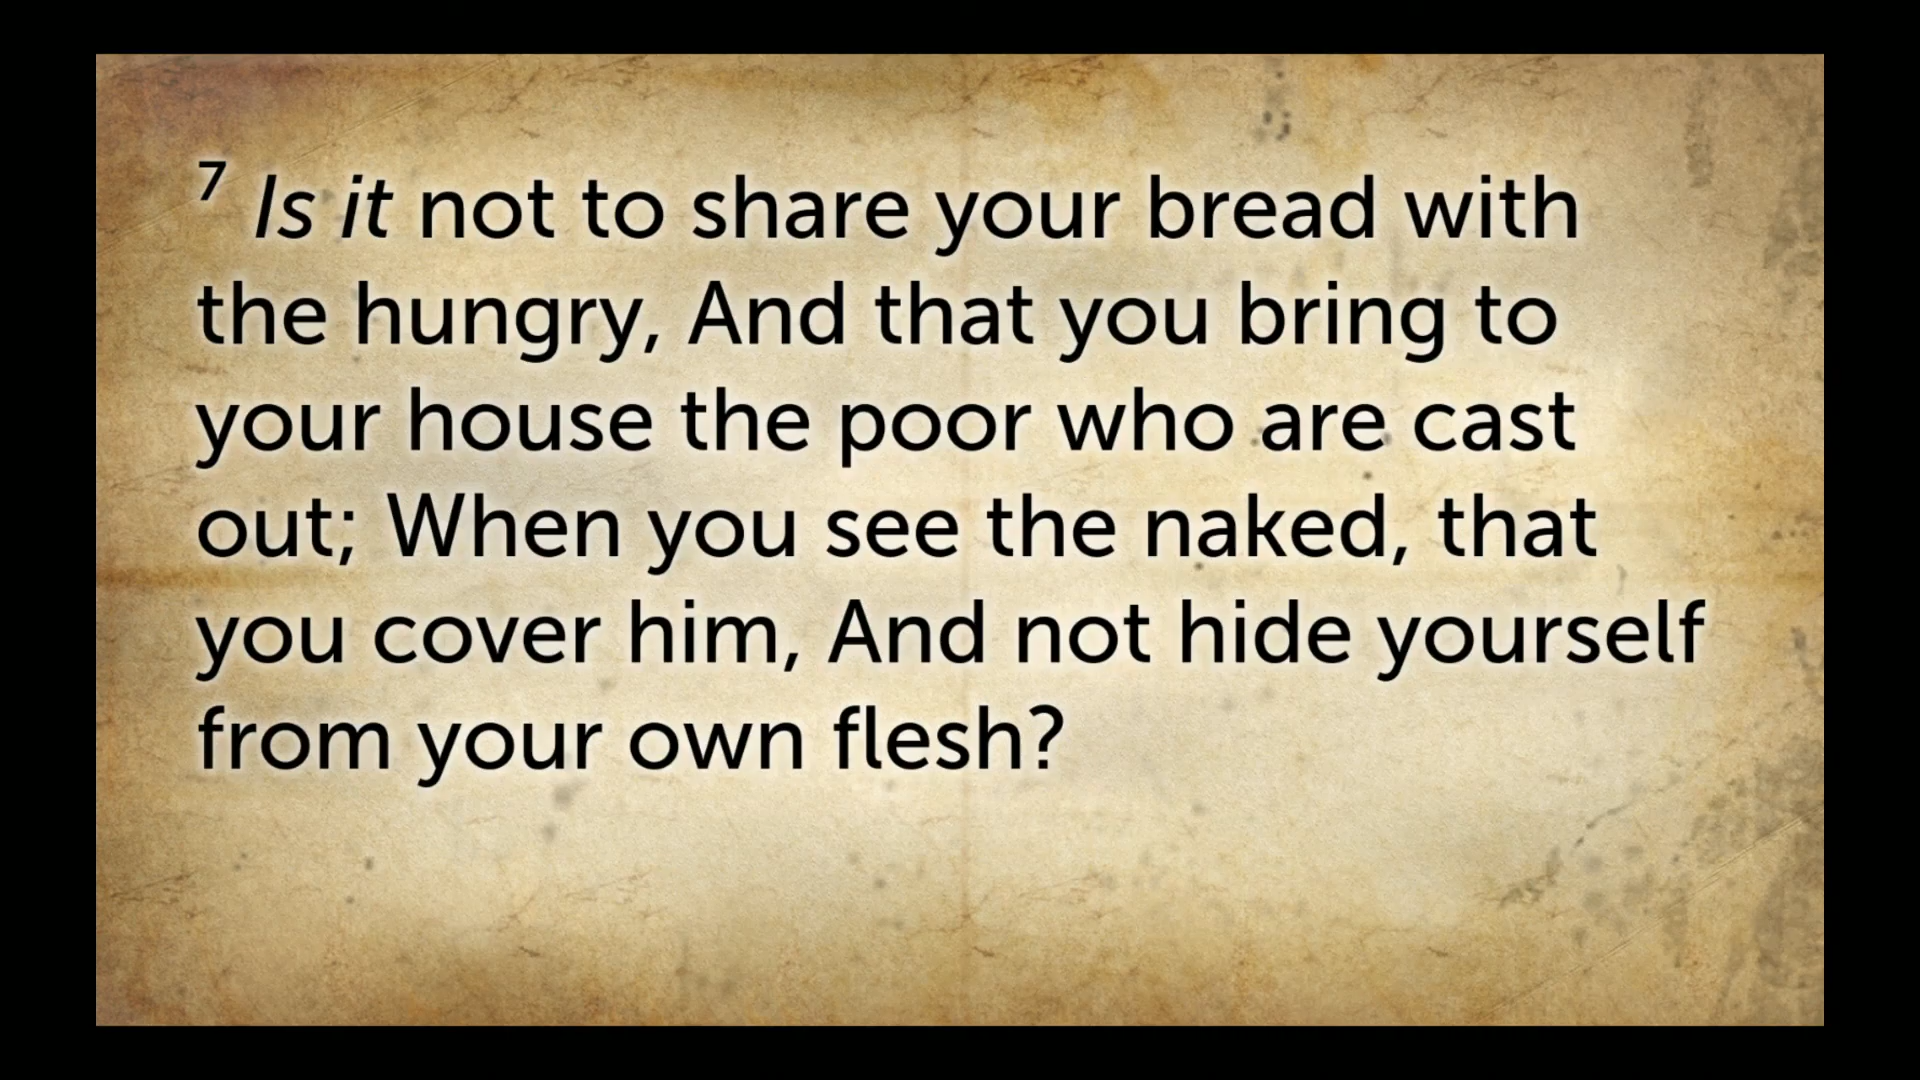 7 Is it not to share your bread with
the hungry, And that you bring to
your house the poor who are cast
out; When you see the naked, that
you cover him, And not hide yourself
from your own flesh?